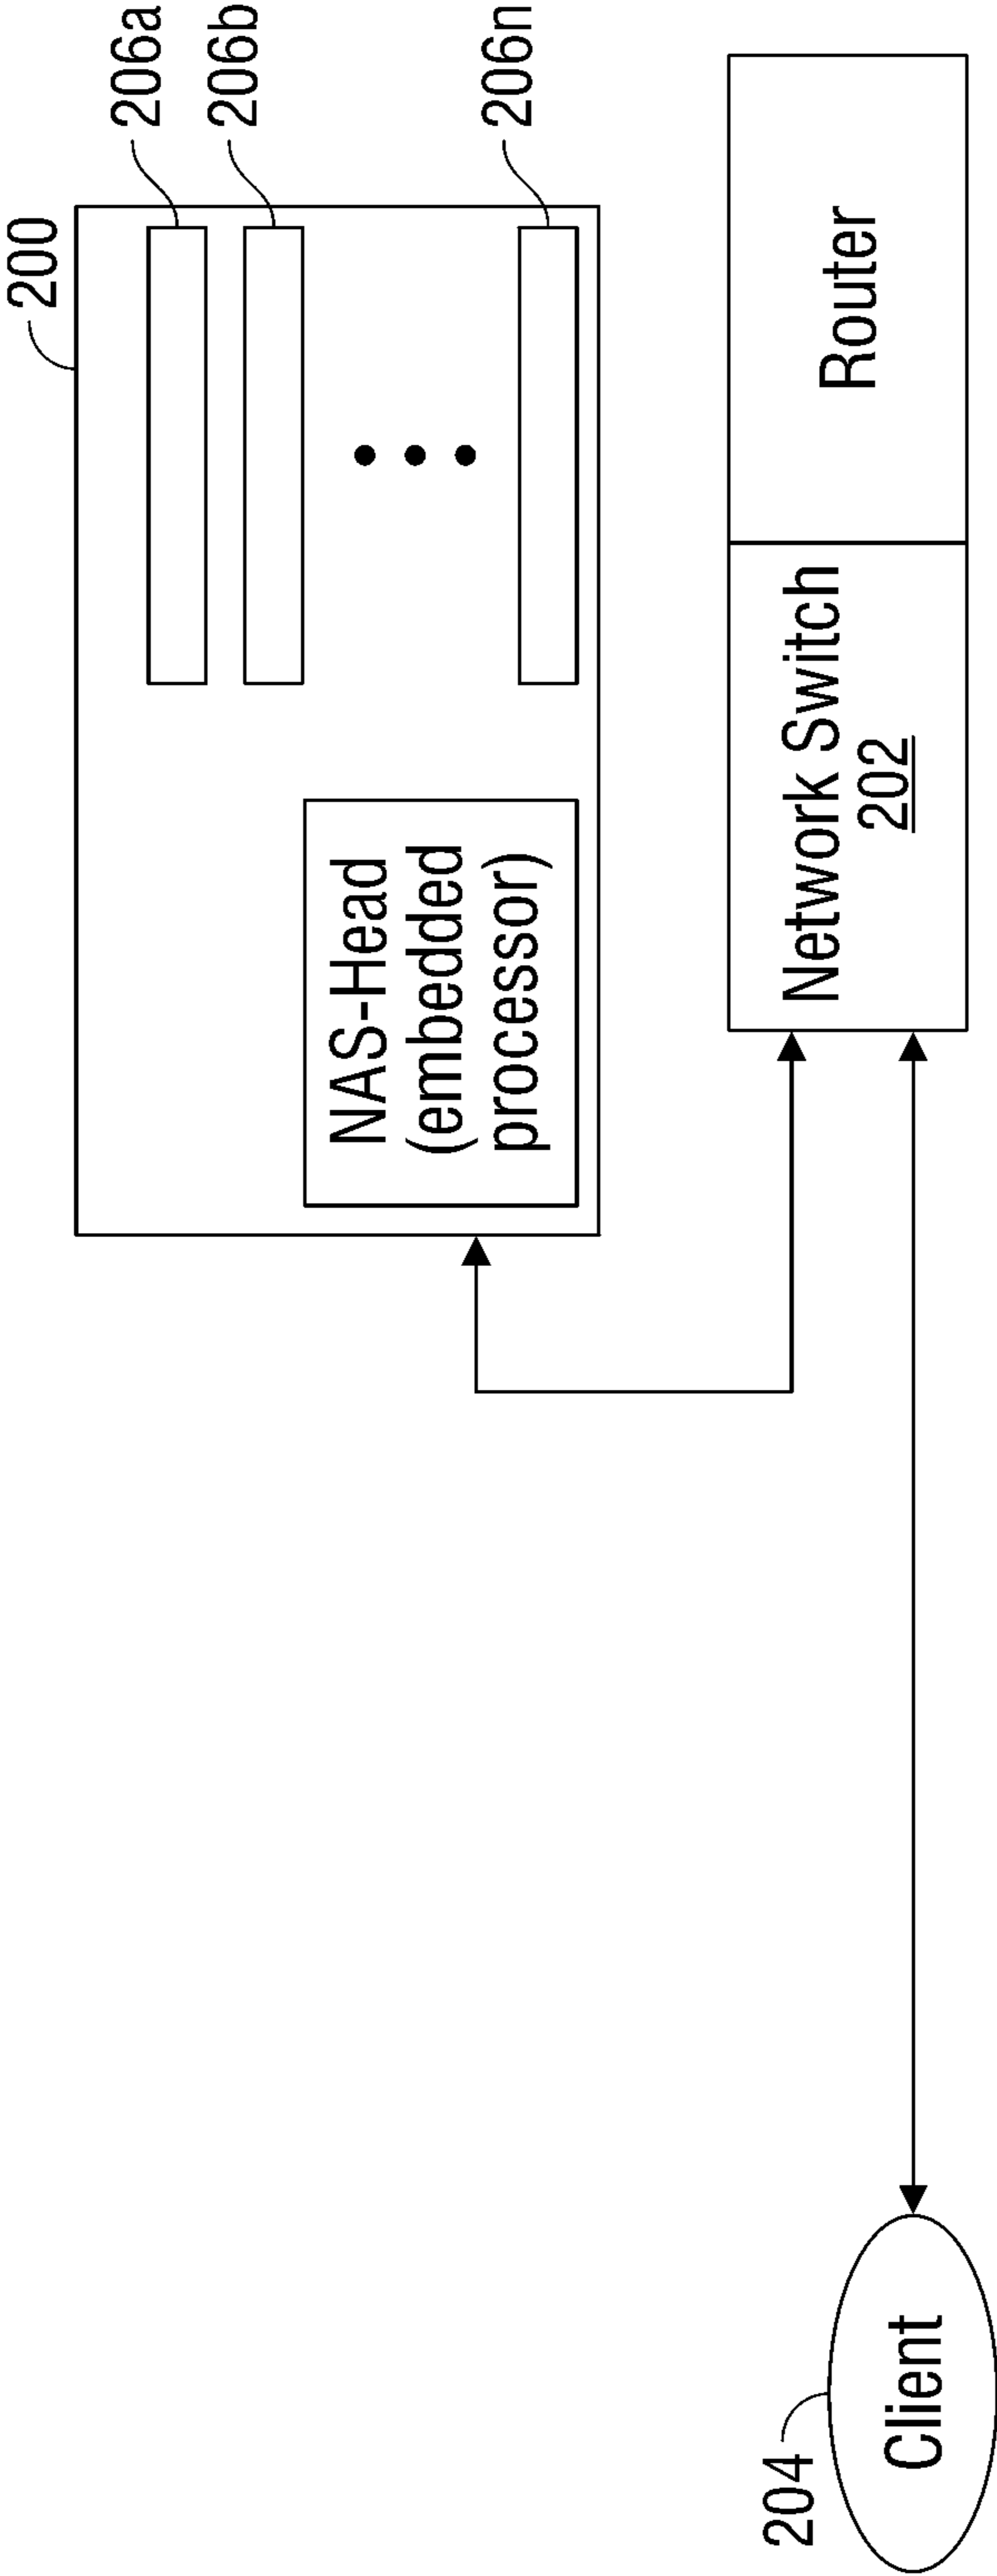 200
206a
206b
206n
NAS-Head
(embedded
processor)
Network Switch
202
Router
204
Client